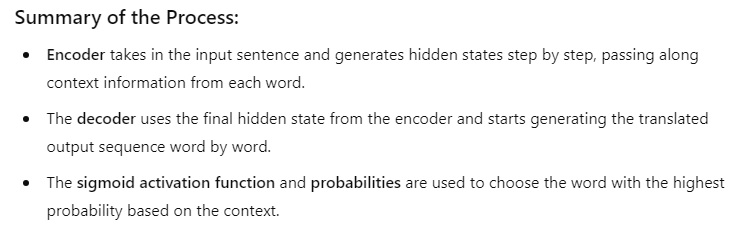 Summary of the Process:
• Encoder takes in the input sentence and generates hidden states step by step, passing along
context information from each word.
• The decoder uses the final hidden state from the encoder and starts generating the translated
output sequence word by word.
• The sigmoid activation function and probabilities are used to choose the word with the highest
probability based on the context.